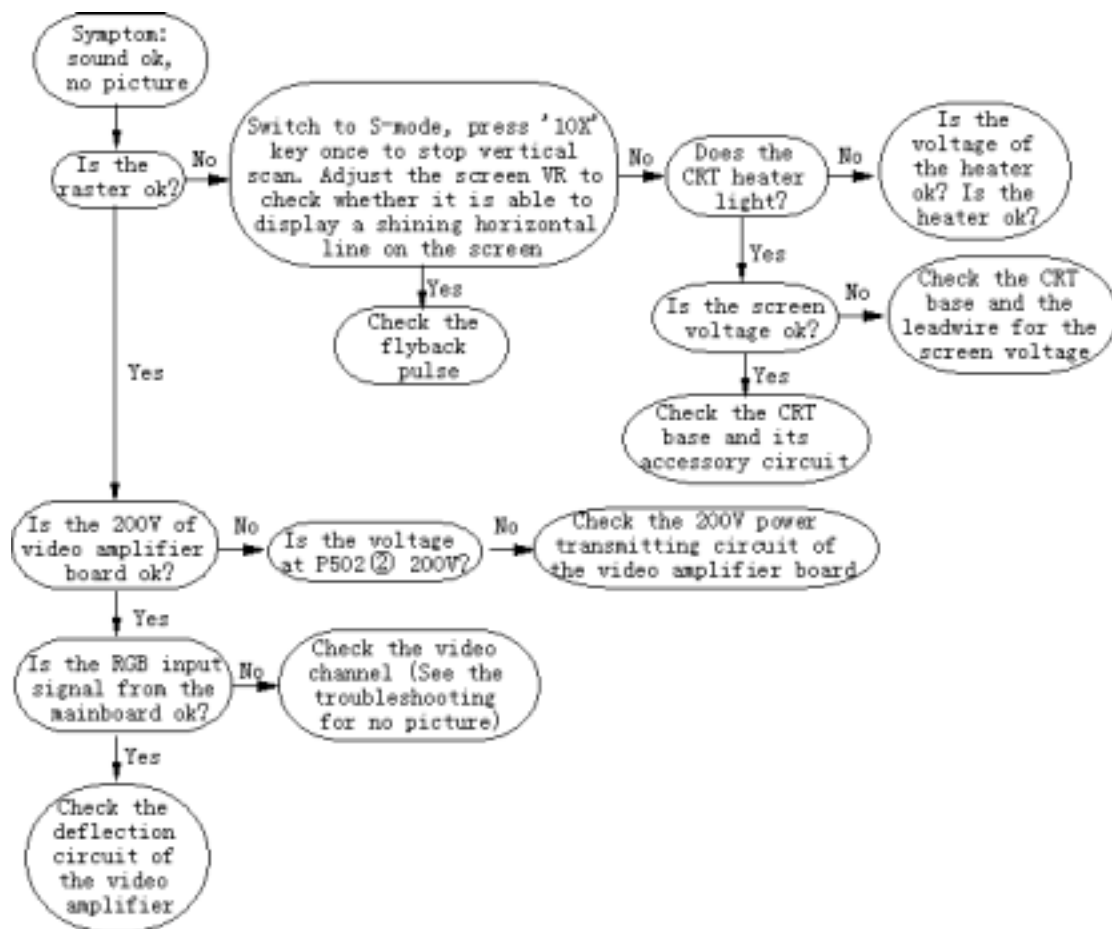 Symptom:
sound ok,
no picture
Is the
raster ok?
No
Switch to S-mode, press '10X'
key once to stop vertical
scan. Adjust the screen VR to
check whether it is able to
display a shining horizontal
line on the screen
No
Does the
CRT heater
light?
No
Is the
voltage
of the heater
ok? Is the
heater ok?
Yes
Check the
flyback
pulse
Yes
Is the screen
voltage ok?
No
Check the CRT
base and the
leadwire for the
screen voltage
Yes
Check the CRT
base and its
accessory circuit
Yes
Is the 200V of
video amplifier
board ok?
No
Is the voltage
at P502② 200V?
No
Check the 200V power
transmitting circuit of
the video amplifier board
Yes
Is the RGB input
signal from the
mainboard ok?
No
Check the video
channel (See the
troubleshooting
for no picture)
Yes
Check the
deflection
circuit of
the video
amplifier